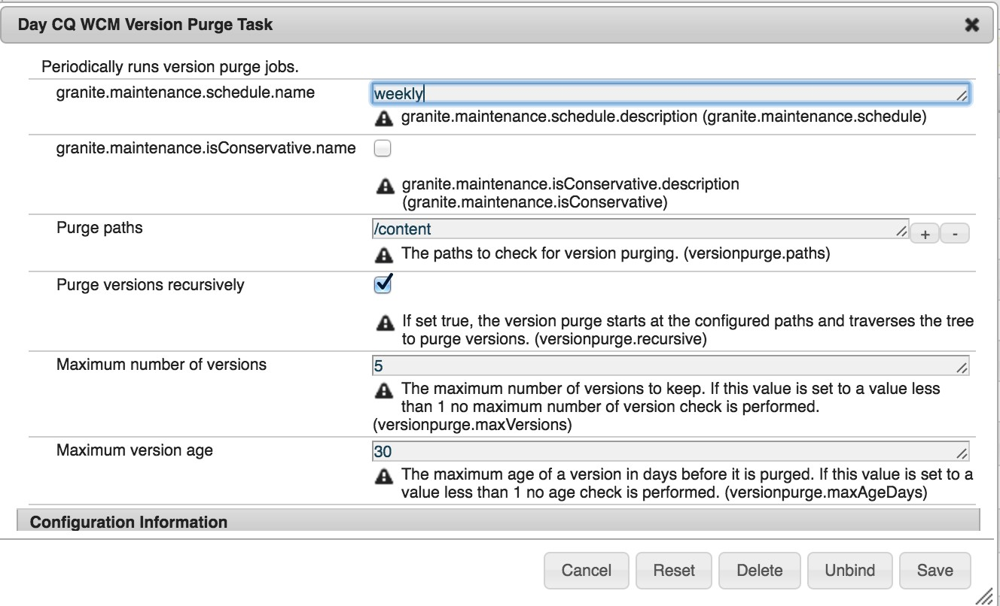 Day CQ WCM Version Purge Task
Periodically runs version purge jobs.
granite.maintenance.schedule.name
weekly
granite.maintenance.schedule.description (granite.maintenance.schedule)
granite.maintenance.isConservative.name
granite.maintenance.isConservative.description
(granite.maintenance.isConservative)
Purge paths
/content
+
-
The paths to check for version purging. (versionpurge.paths)
Purge versions recursively
If set true, the version purge starts at the configured paths and traverses the tree
to purge versions. (versionpurge.recursive)
Maximum number of versions
5
The maximum number of versions to keep. If this value is set to a value less
than 1 no maximum number of version check is performed.
(versionpurge.maxVersions)
Maximum version age
30
The maximum age of a version in days before it is purged. If this value is set to a
value less than 1 no age check is performed. (versionpurge.maxAgeDays)
Configuration Information
Cancel
Reset
Delete
Unbind
Save